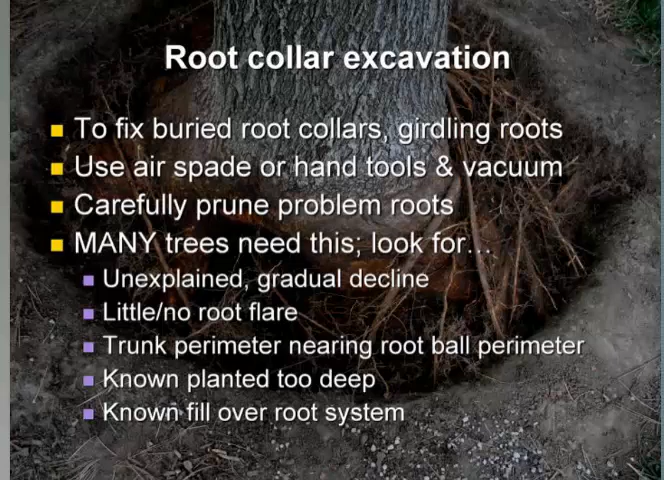 Root collar excavation
To fix buried root collars, girdling roots
Use air spade or hand tools & vacuum
Carefully prune problem roots
MANY trees need this; look for...
Unexplained, gradual decline
Little/no root flare
Trunk perimeter nearing root ball perimeter
Known planted too deep
Known fill over root system